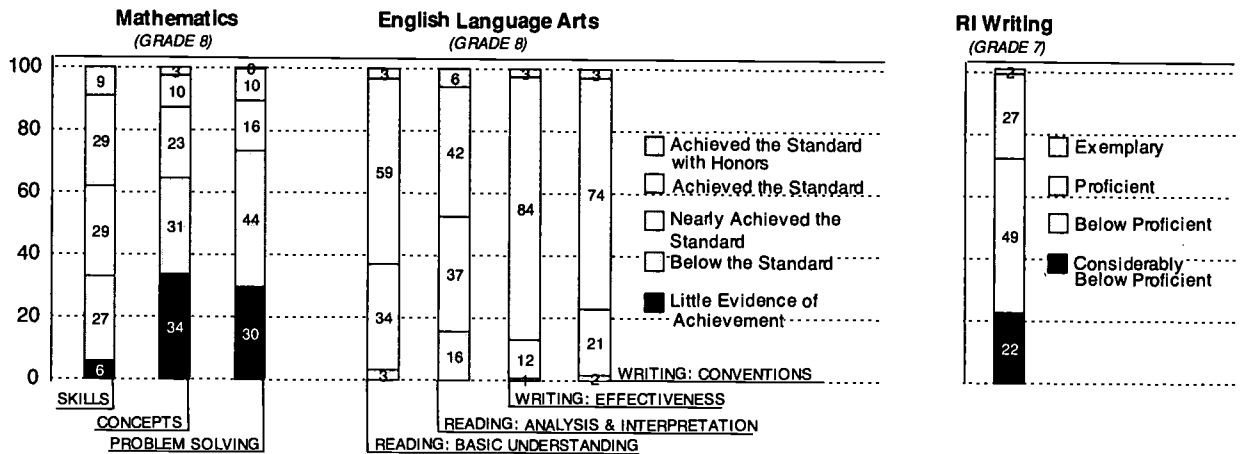 Mathematics
(GRADE 8)
English Language Arts
(GRADE 8)
RI Writing
(GRADE 7)
100
80
60
40
20
0
9
29
29
27
6
3
10
23
31
34
0
10
16
44
30
3
59
34
3
6
42
37
16
3
84
12
1
3
74
21
2
Achieved the Standard
with Honors
Achieved the Standard
Nearly Achieved the
Standard
Below the Standard
Little Evidence of
Achievement
2
27
49
22
Exemplary
Proficient
Below Proficient
Considerably
Below Proficient
SKILLS
CONCEPTS
PROBLEM SOLVING
WRITING: CONVENTIONS
WRITING: EFFECTIVENESS
READING: ANALYSIS & INTERPRETATION
READING: BASIC UNDERSTANDING